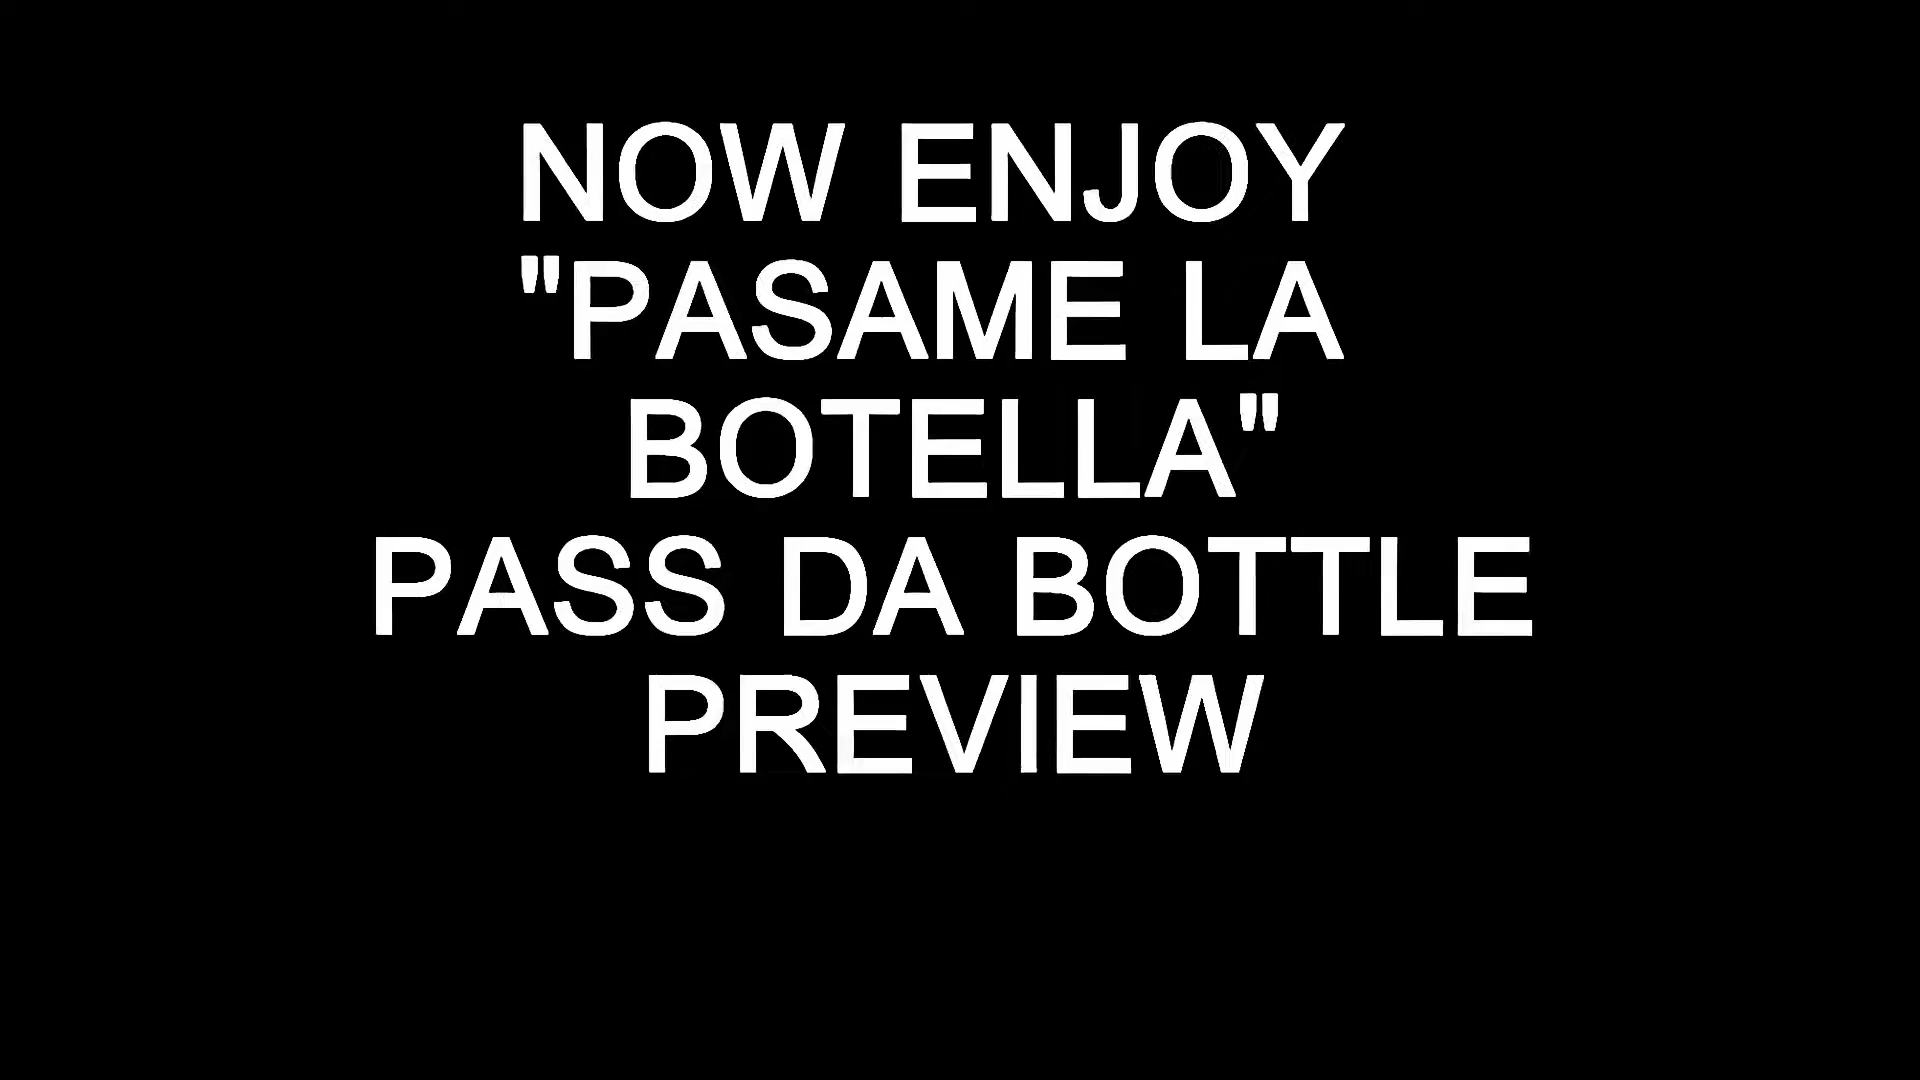 NOW ENJOY
"PASAME LA
BOTELLA"
PASS DA BOTTLE
PREVIEW